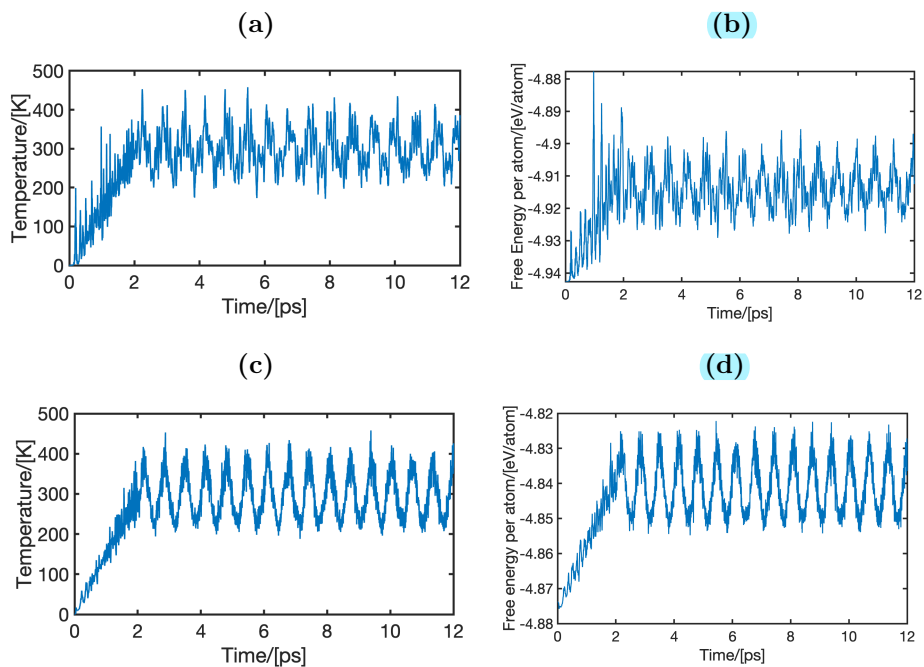 (a)
(b)
Temperature/[K]
500
400
300
200
100
0
0 2 4 6 8 10 12
Time/[ps]
Free Energy per atom/[eV/atom]
-4.88
-4.89
-4.9
-4.91
-4.92
-4.93
-4.94
0 2 4 6 8 10 12
Time/[ps]
(c)
(d)
Temperature/[K]
500
400
300
200
100
0
0 2 4 6 8 10 12
Time/[ps]
Free energy per atom/[eV/atom]
-4.82
-4.83
-4.84
-4.85
-4.86
-4.87
-4.88
0 2 4 6 8 10 12
Time/[ps]